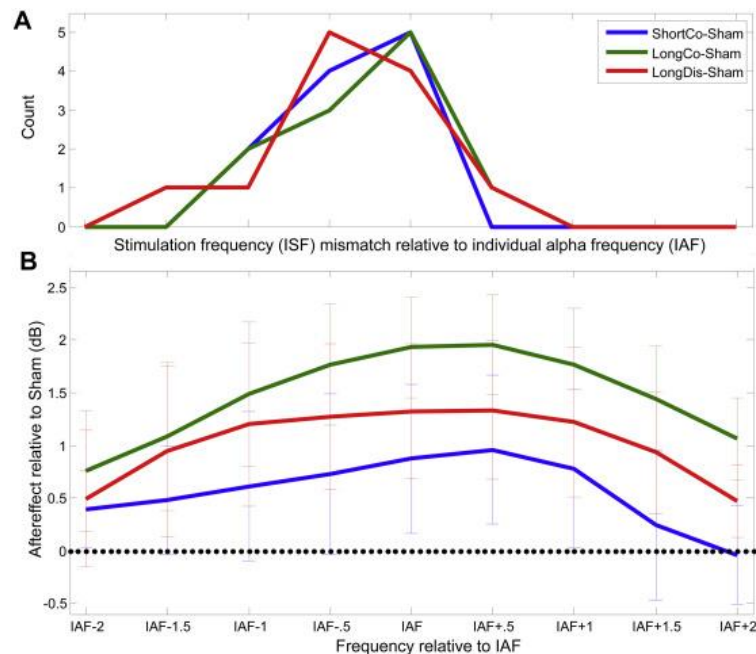 A
5
4
3
2
1
0
Count
ShortCo-Sham
LongCo-Sham
LongDis-Sham
Stimulation frequency (ISF) mismatch relative to individual alpha frequency (IAF)
B
2.5
2
1.5
1
0.5
0
-0.5
Aftereffect relative to Sham (dB)
IAF-2 IAF-1.5 IAF-1 IAF-.5 IAF IAF+.5 IAF+1 IAF+1.5 IAF+2
Frequency relative to IAF